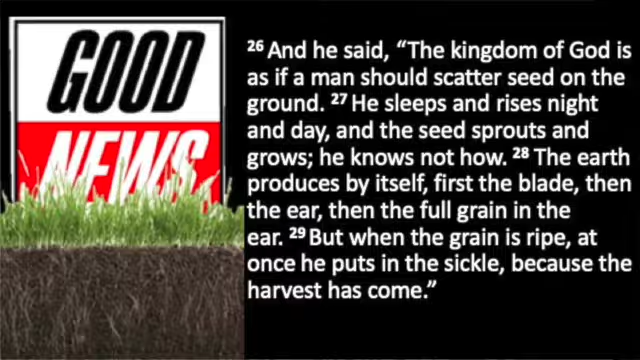 GOOD
NEWS
26 And he said, “The kingdom of God is
as if a man should scatter seed on the
ground. 27 He sleeps and rises night
and day, and the seed sprouts and
grows; he knows not how. 28 The earth
produces by itself, first the blade, then
the ear, then the full grain in the
ear. 29 But when the grain is ripe, at
once he puts in the sickle, because the
harvest has come.”